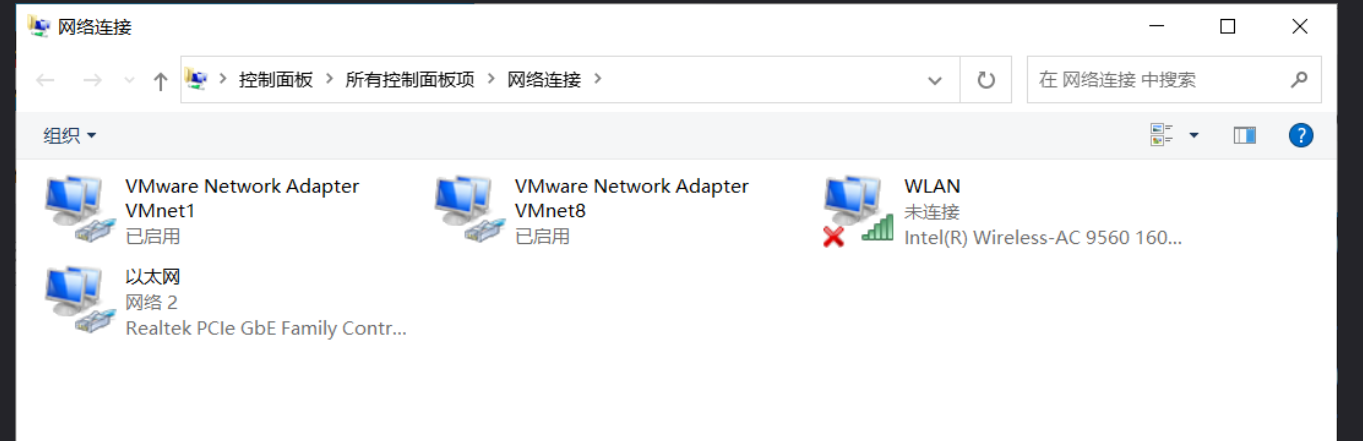 网络连接
控制面板 > 所有控制面板项 > 网络连接 >
在 网络连接 中搜索
组织
?
VMware Network Adapter
VMnet1
已启用
VMware Network Adapter
VMnet8
已启用
WLAN
未连接
Intel(R) Wireless-AC 9560 160...
以太网
网络 2
Realtek PCIe GbE Family Contr...